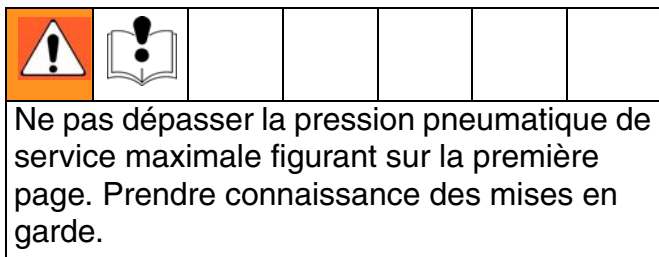 Ne pas dépasser la pression pneumatique de
service maximale figurant sur la première
page. Prendre connaissance des mises en
garde.